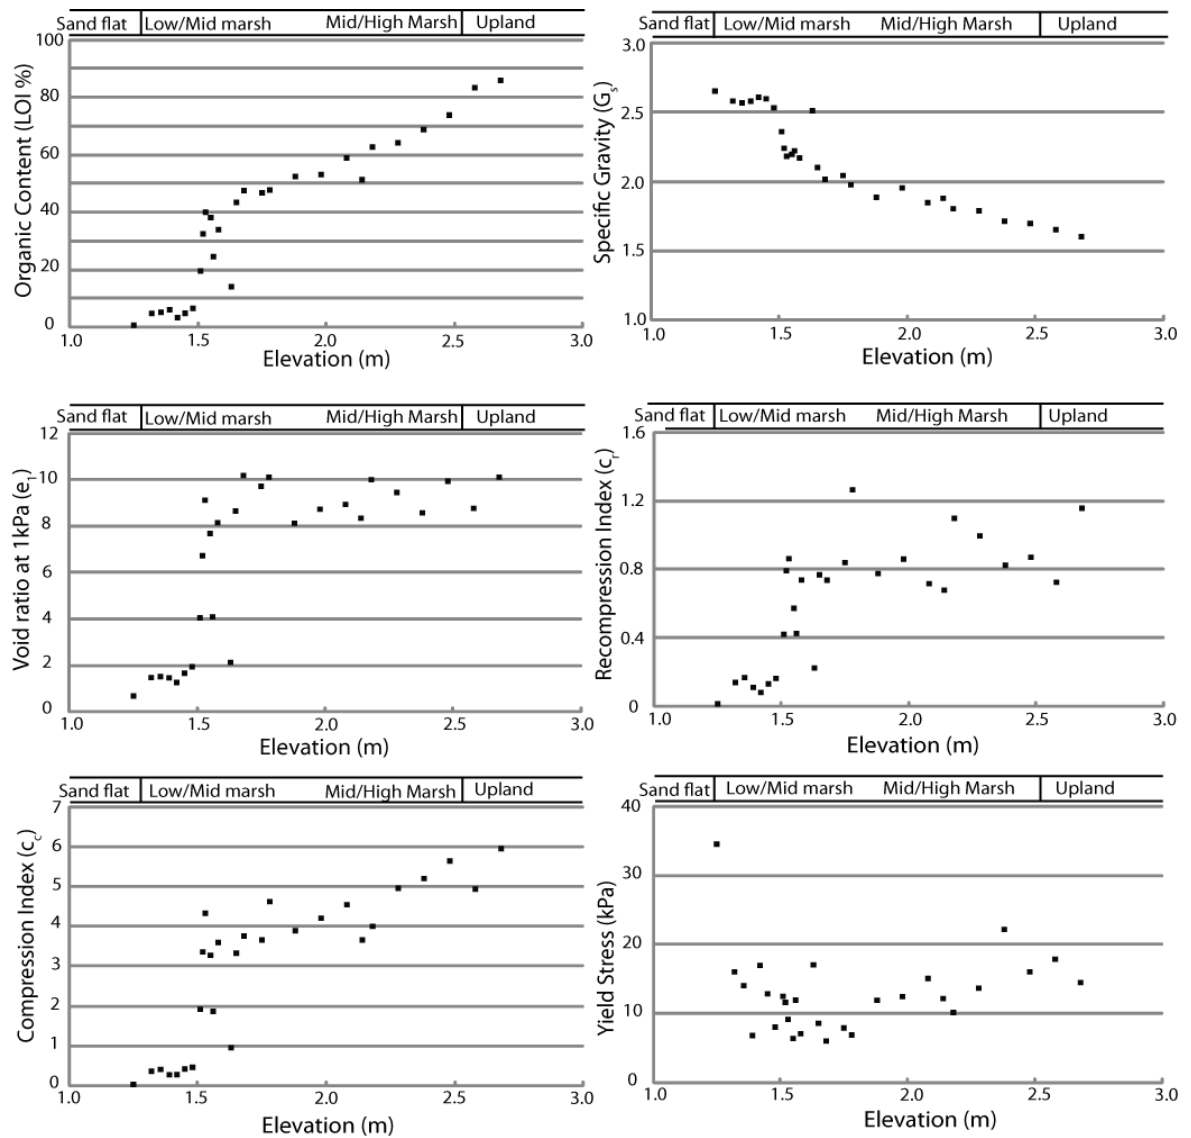 Sand flat Low/Mid marsh Mid/High Marsh Upland
100
80
60
40
20
0
Organic Content (LOI %)
1.0 1.5 2.0 2.5 3.0
Elevation (m)
Sand flat Low/Mid marsh Mid/High Marsh Upland
3.0
2.5
2.0
1.5
1.0
Specific Gravity (Gs)
1.0 1.5 2.0 2.5 3.0
Elevation (m)
Sand flat Low/Mid marsh Mid/High Marsh Upland
12
10
8
6
4
2
0
Void ratio at 1kPa (e1)
1.0 1.5 2.0 2.5 3.0
Elevation (m)
Sand flat Low/Mid marsh Mid/High Marsh Upland
1.6
1.2
0.8
0.4
0
Recompression Index (cr)
1.0 1.5 2.0 2.5 3.0
Elevation (m)
Sand flat Low/Mid marsh Mid/High Marsh Upland
7
6
5
4
3
2
1
0
Compression Index (cc)
1.0 1.5 2.0 2.5 3.0
Elevation (m)
Sand flat Low/Mid marsh Mid/High Marsh Upland
40
30
20
10
0
Yield Stress (kPa)
1.0 1.5 2.0 2.5 3.0
Elevation (m)